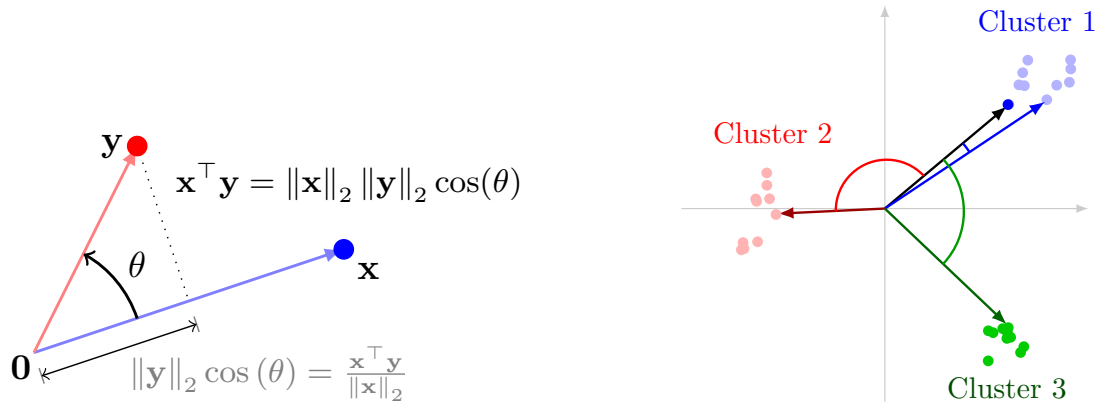 y
x⊤y = ‖x‖₂ ‖y‖₂ cos(θ)
θ
x
0
‖y‖₂ cos (θ) = x⊤y / ‖x‖₂
Cluster 1
Cluster 2
Cluster 3